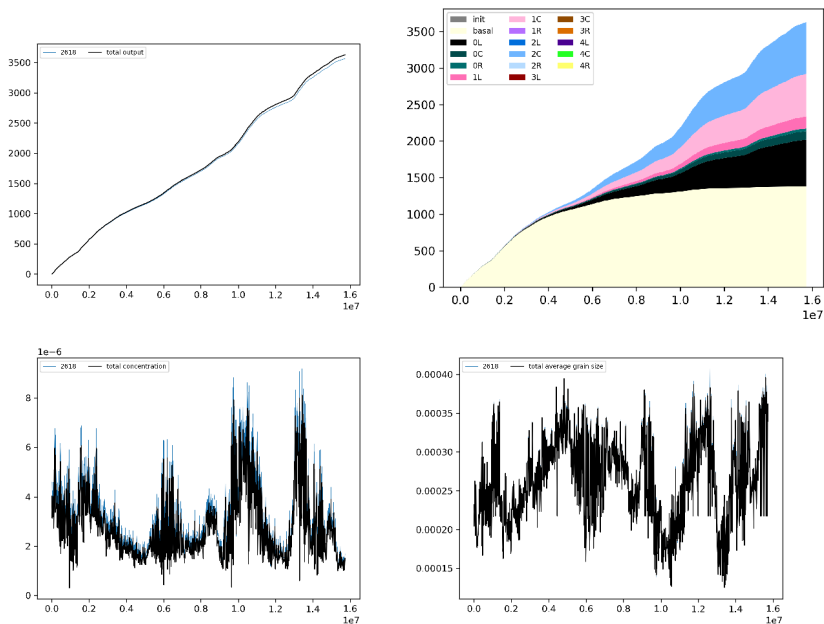 2618 total output
3500
3000
2500
2000
1500
1000
500
0
0.0 0.2 0.4 0.6 0.8 1.0 1.2 1.4 1.6
1e7
init 1C 3C
basal 1R 3R
0L 2L 4L
0C 2C 4C
0R 2R 4R
1L 3L
3500
3000
2500
2000
1500
1000
500
0
0.0 0.2 0.4 0.6 0.8 1.0 1.2 1.4 1.6
1e7
1e−6
2618 total concentration
8
6
4
2
0
0.0 0.2 0.4 0.6 0.8 1.0 1.2 1.4 1.6
1e7
2618 total average grain size
0.00040
0.00035
0.00030
0.00025
0.00020
0.00015
0.0 0.2 0.4 0.6 0.8 1.0 1.2 1.4 1.6
1e7